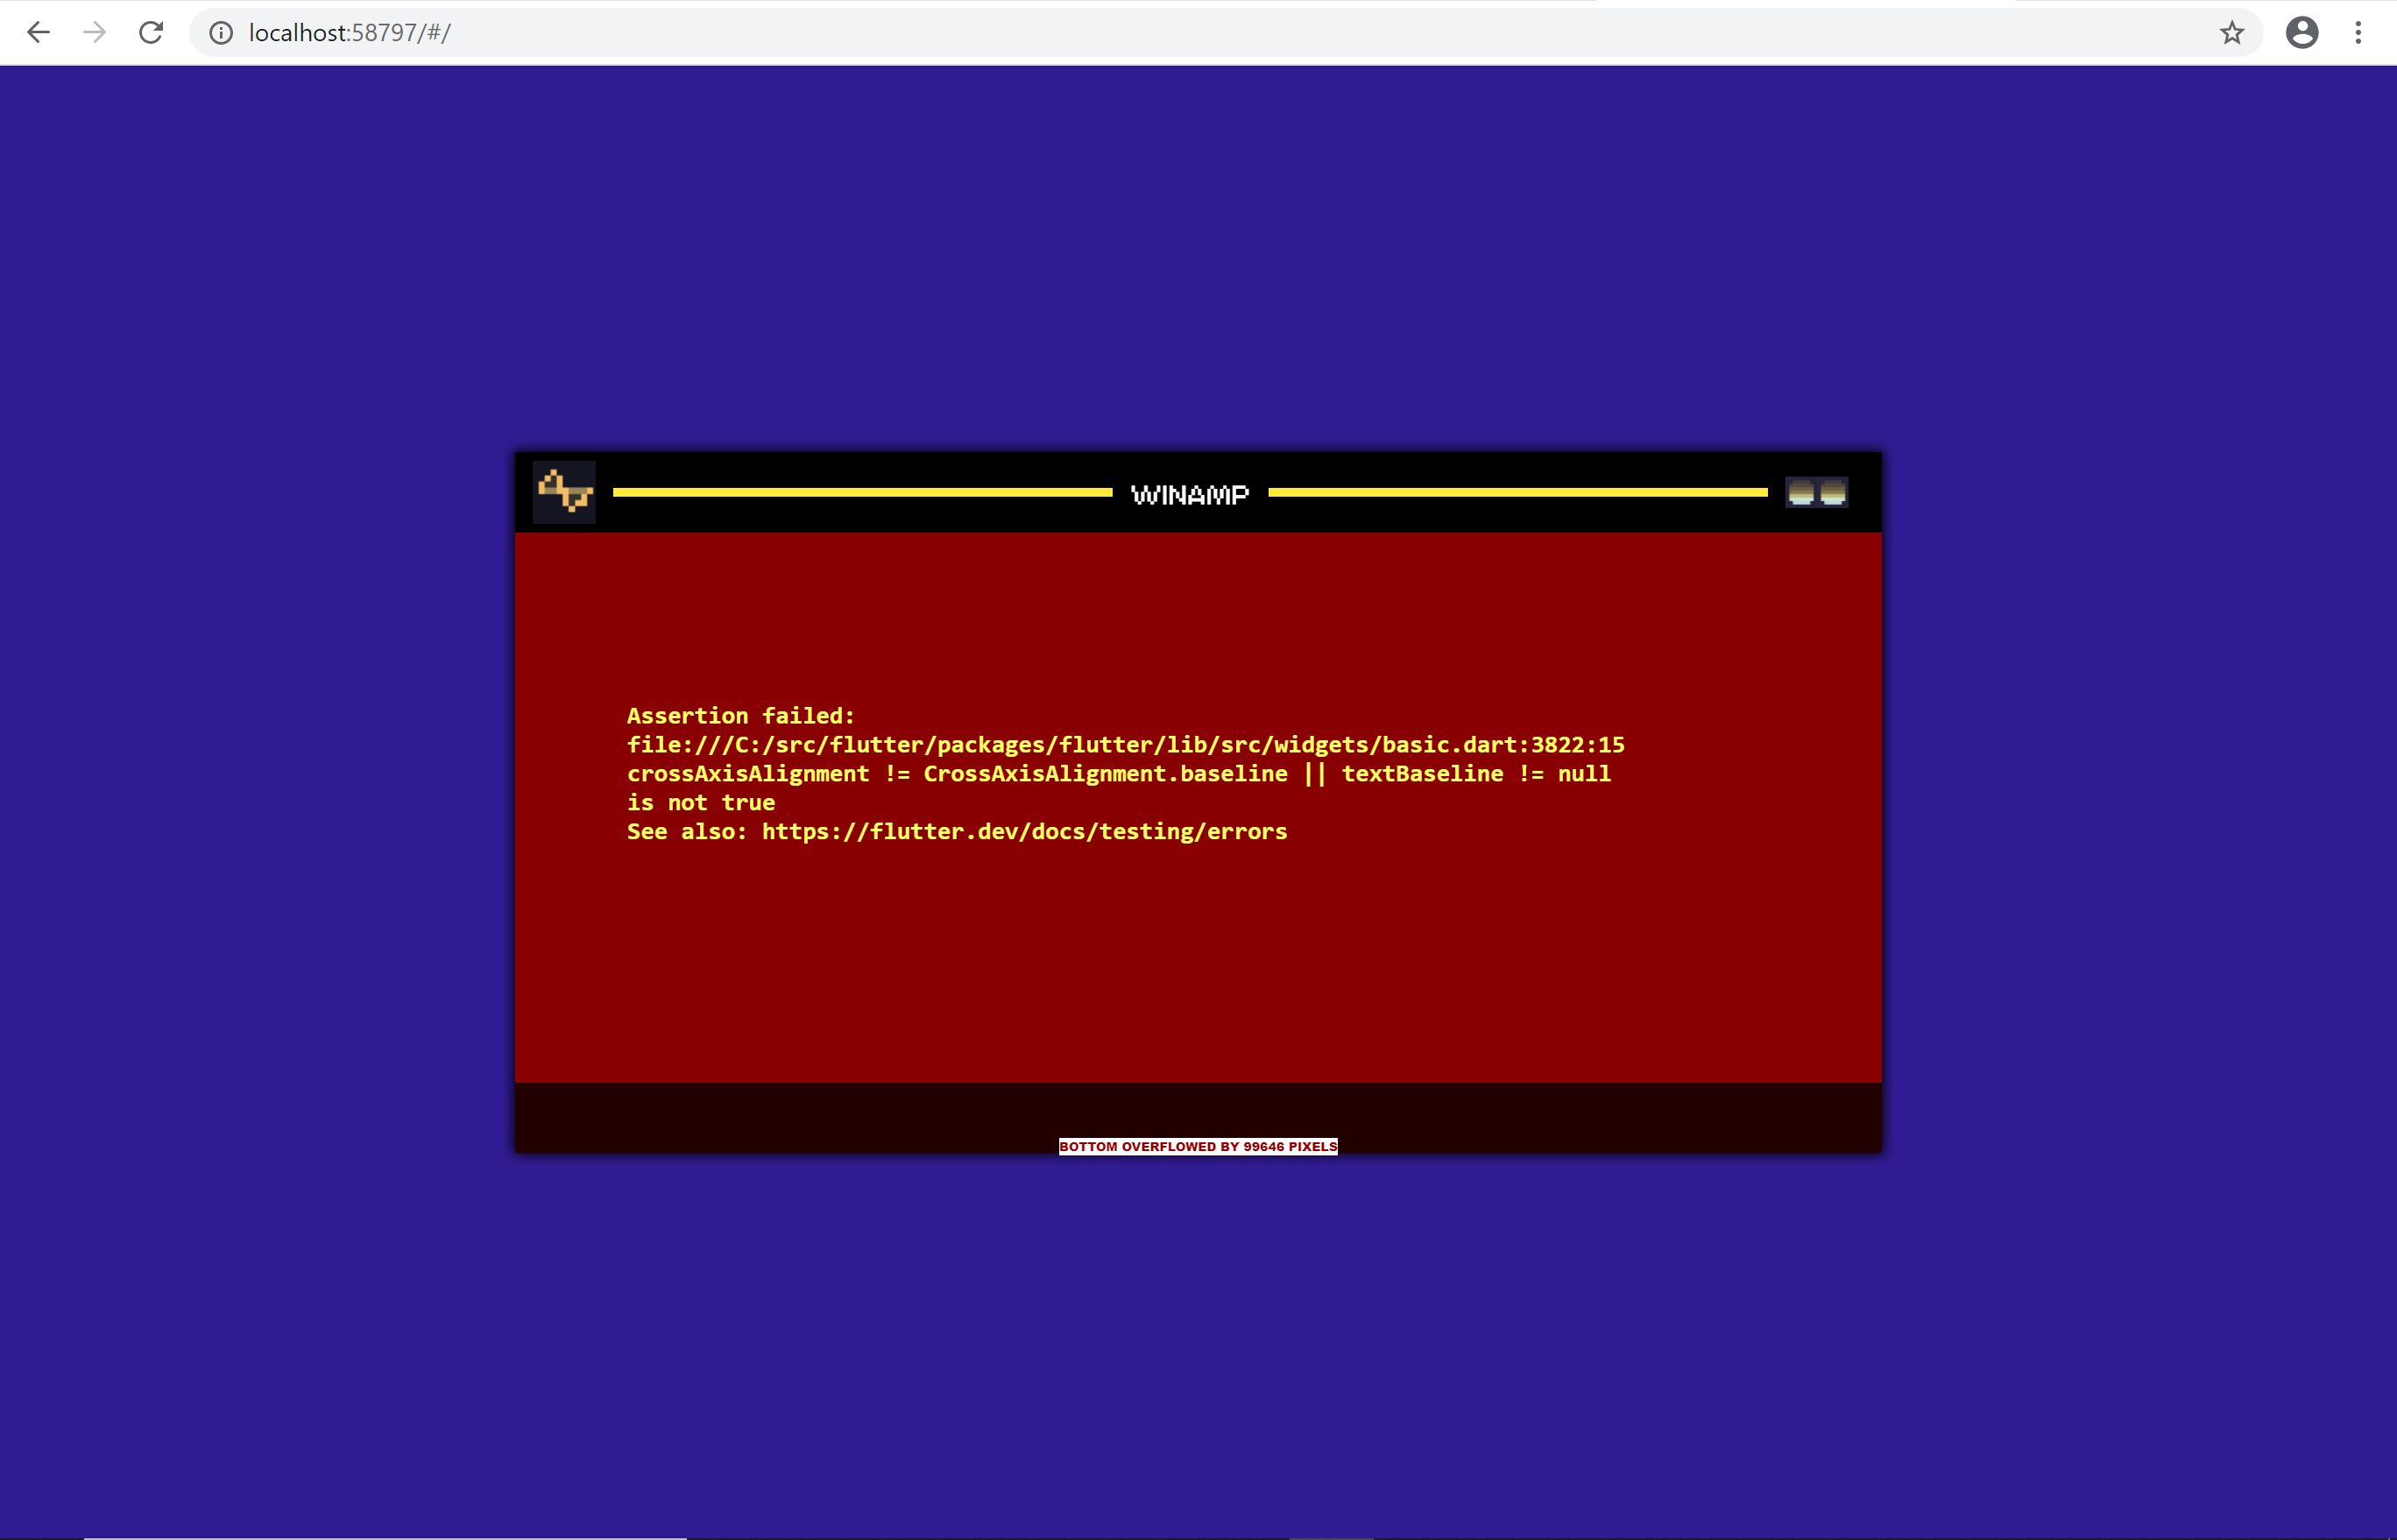 localhost:58797/#/
WINAMP
Assertion failed:
file:///C:/src/flutter/packages/flutter/lib/src/widgets/basic.dart:3822:15
crossAxisAlignment != CrossAxisAlignment.baseline || textBaseline != null
is not true
See also: https://flutter.dev/docs/testing/errors
BOTTOM OVERFLOWED BY 99646 PIXELS